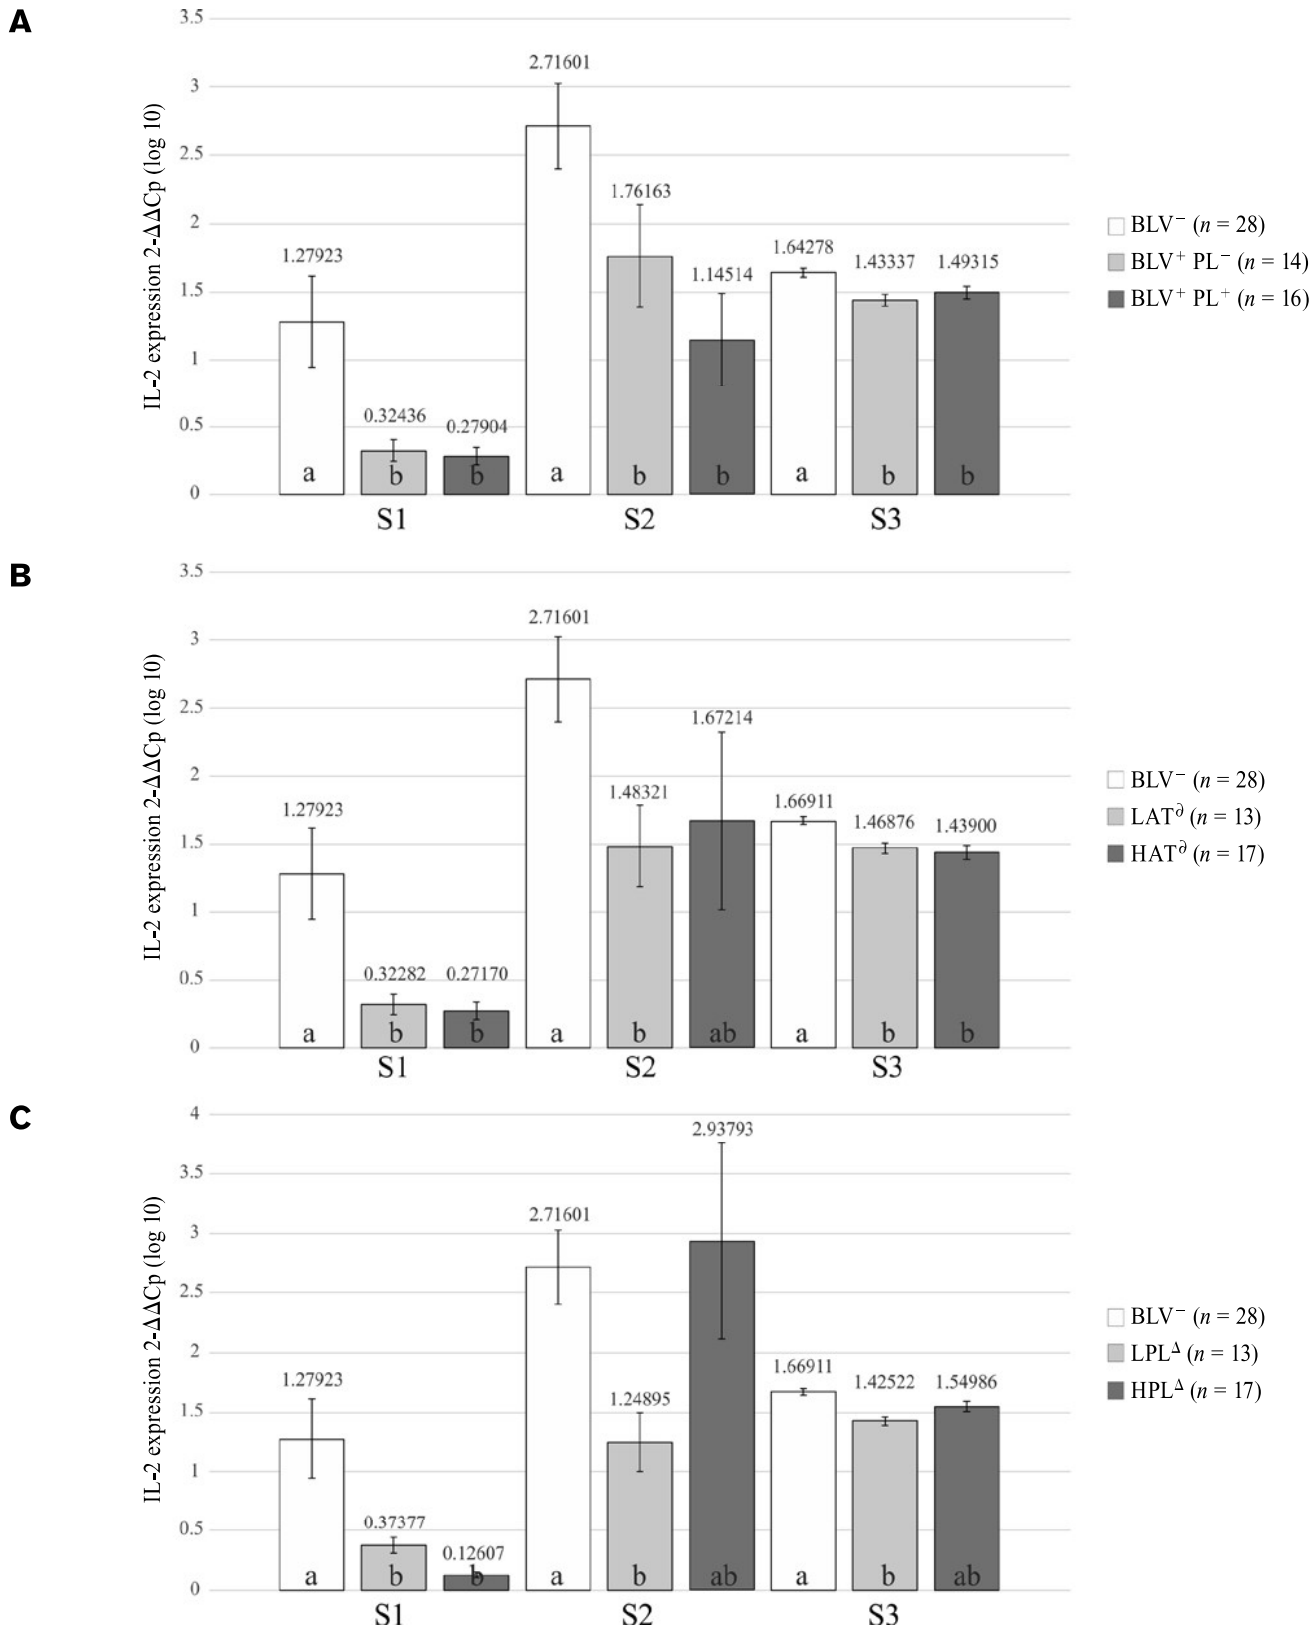 A
IL-2 expression 2-ΔΔCp (log 10)
3.5
3
2.5
2
1.5
1
0.5
0
1.27923
0.32436
0.27904
2.71601
1.76163
1.14514
1.64278
1.43337
1.49315
a b b a b b a b b
S1 S2 S3
BLV⁻ (n = 28)
BLV⁺ PL⁻ (n = 14)
BLV⁺ PL⁺ (n = 16)
B
IL-2 expression 2-ΔΔCp (log 10)
3.5
3
2.5
2
1.5
1
0.5
0
1.27923
0.32282
0.27170
2.71601
1.48321
1.67214
1.66911
1.46876
1.43900
a b b a b ab a b b
S1 S2 S3
BLV⁻ (n = 28)
LAT∂ (n = 13)
HAT∂ (n = 17)
C
IL-2 expression 2-ΔΔCp (log 10)
4
3.5
3
2.5
2
1.5
1
0.5
0
1.27923
0.37377
0.12607
2.71601
1.24895
2.93793
1.66911
1.42522
1.54986
a b b a b ab a b ab
S1 S2 S3
BLV⁻ (n = 28)
LPLΔ (n = 13)
HPLΔ (n = 17)